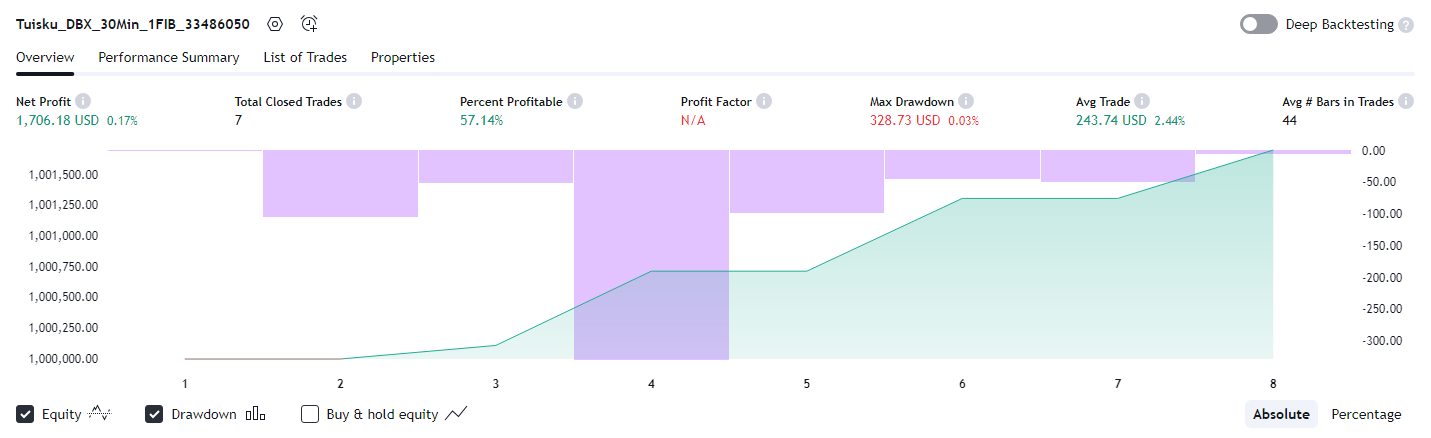 Tuisku_DBX_30Min_1FIB_33486050
Deep Backtesting ?
Overview Performance Summary List of Trades Properties
Net Profit i Total Closed Trades i Percent Profitable i Profit Factor i Max Drawdown i Avg Trade i Avg # Bars in Trades i
1,706.18 USD 0.17% 7 57.14% N/A 328.73 USD 0.03% 243.74 USD 2.44% 44
0.00
1,001,500.00 -50.00
1,001,250.00 -100.00
1,001,000.00 -150.00
1,000,750.00 -200.00
1,000,500.00 -250.00
1,000,250.00 -300.00
1,000,000.00
1 2 3 4 5 6 7 8
Equity Drawdown Buy & hold equity Absolute Percentage